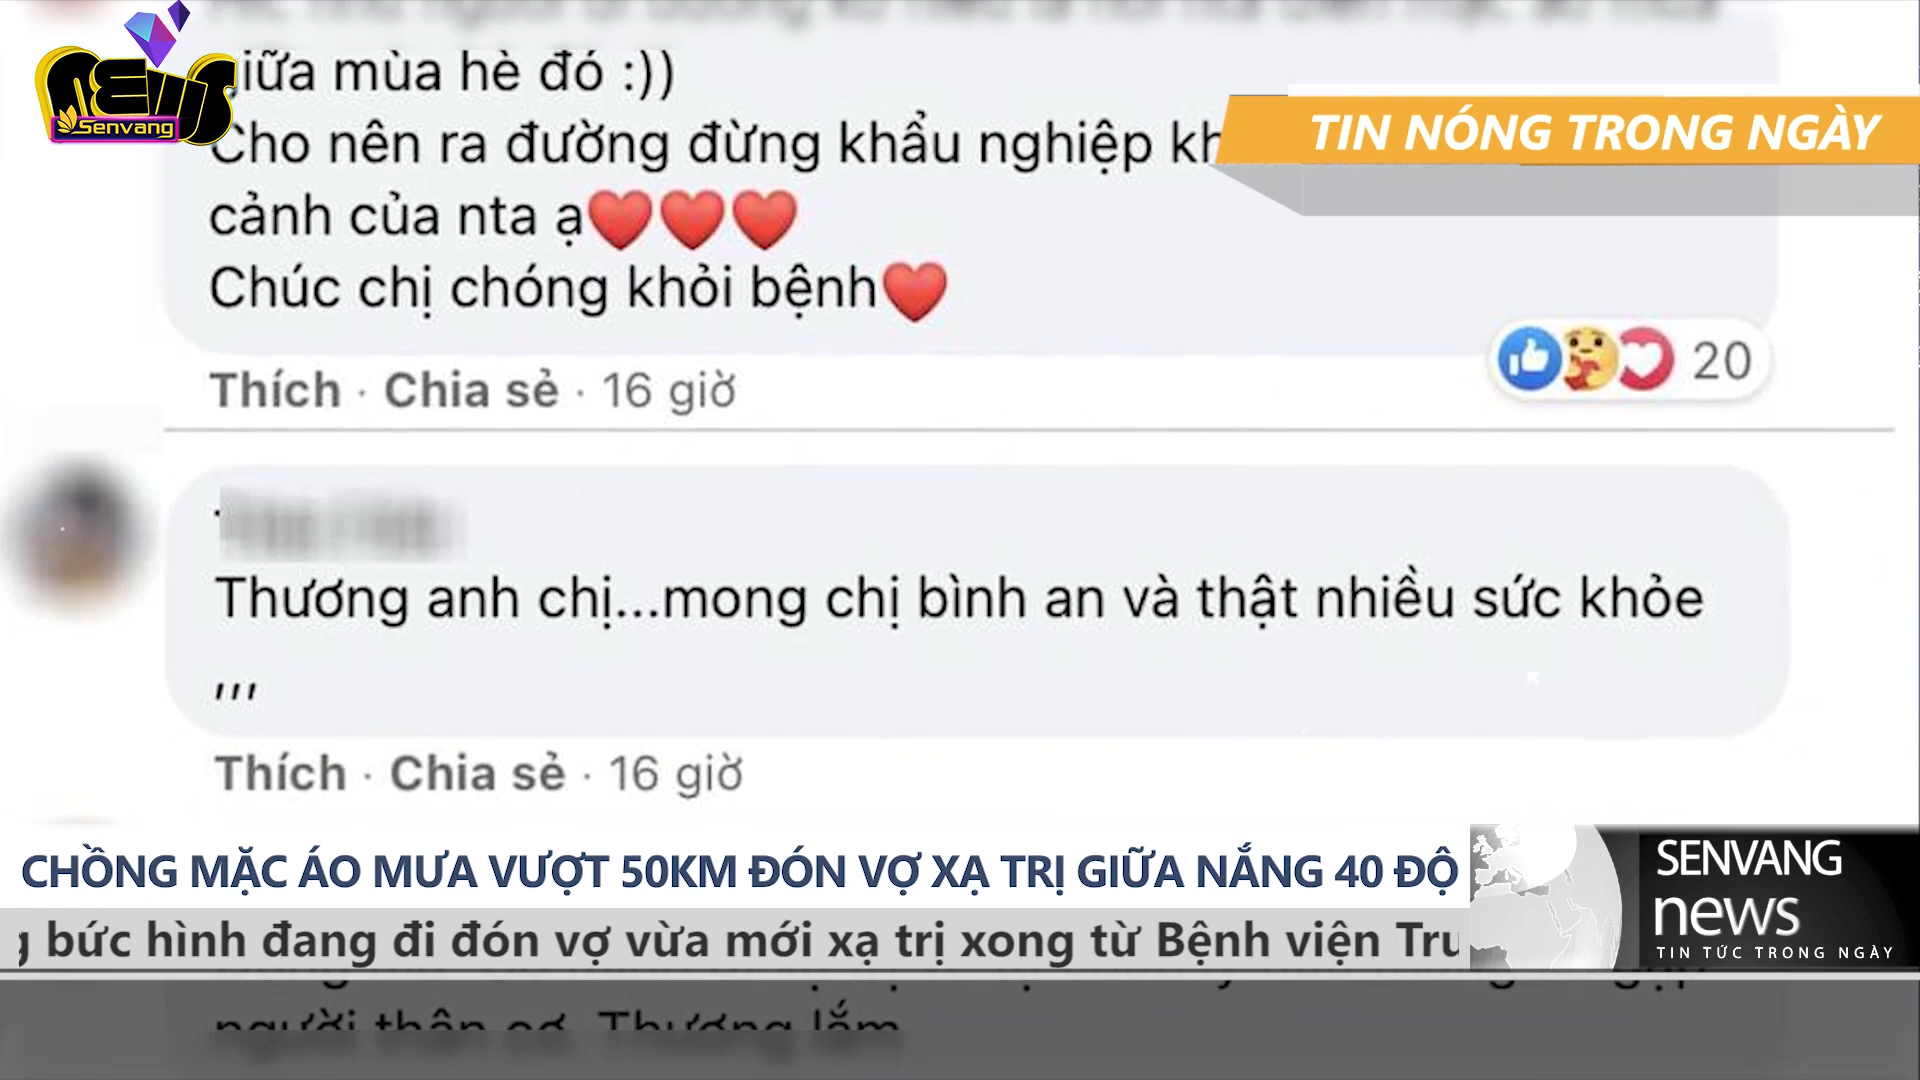 NEWS
Senvang
giữa mùa hè đó :))
TIN NÓNG TRONG NGÀY
Cho nên ra đường đừng khẩu nghiệp
cảnh của nta ạ❤️❤️❤️
Chúc chị chóng khỏi bệnh❤️
20
Thích · Chia sẻ · 16 giờ
Thương anh chị...mong chị bình an và thật nhiều sức khỏe
,,,
Thích · Chia sẻ · 16 giờ
CHỒNG MẶC ÁO MƯA VƯỢT 50KM ĐÓN VỢ XẠ TRỊ GIỮA NẮNG 40 ĐỘ
bức hình đang đi đón vợ vừa mới xạ trị xong từ Bệnh viện
SENVANG
news
TIN TỨC TRONG NGÀY
người thân cơ. Thương lắm